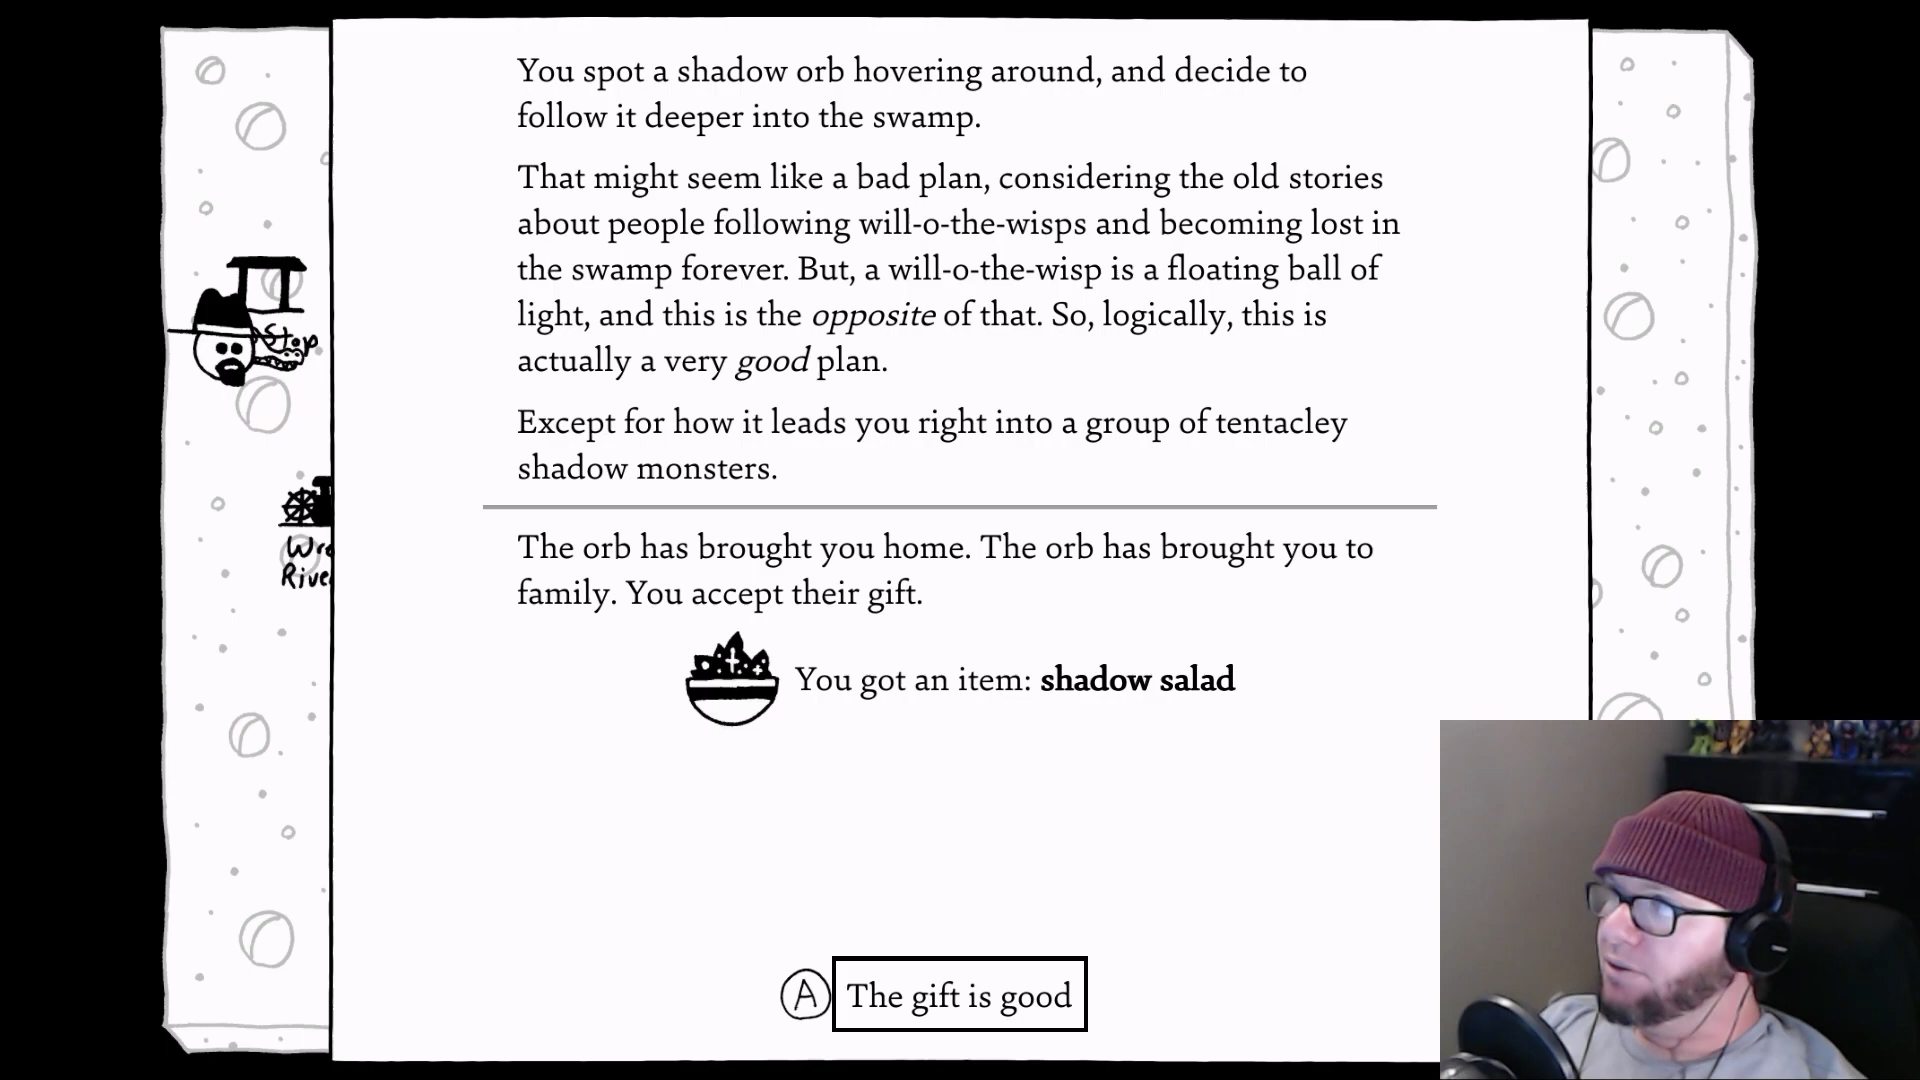 You spot a shadow orb hovering around, and decide to
follow it deeper into the swamp.
That might seem like a bad plan, considering the old stories
about people following will-o-the-wisps and becoming lost in
the swamp forever. But, a will-o-the-wisp is a floating ball of
light, and this is the opposite of that. So, logically, this is
actually a very good plan.
Except for how it leads you right into a group of tentacley
shadow monsters.
The orb has brought you home. The orb has brought you to
family. You accept their gift.
You got an item: shadow salad
A The gift is good
Stop